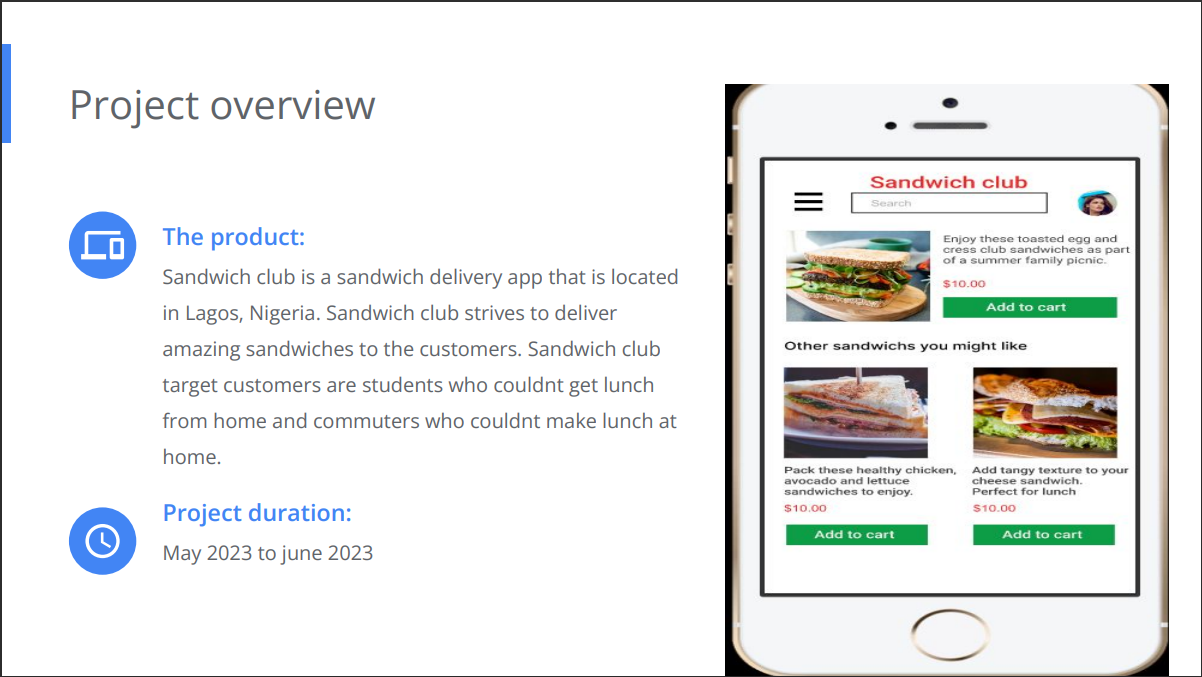 Project overview
The product:
Sandwich club is a sandwich delivery app that is located
in Lagos, Nigeria. Sandwich club strives to deliver
amazing sandwiches to the customers. Sandwich club
target customers are students who couldnt get lunch
from home and commuters who couldnt make lunch at
home.
Project duration:
May 2023 to june 2023
Sandwich club
Search
Enjoy these toasted egg and
cress club sandwiches as part
of a summer family picnic.
$10.00
Add to cart
Other sandwichs you might like
Pack these healthy chicken,
avocado and lettuce
sandwiches to enjoy.
$10.00
Add to cart
Add tangy texture to your
cheese sandwich.
Perfect for lunch
$10.00
Add to cart